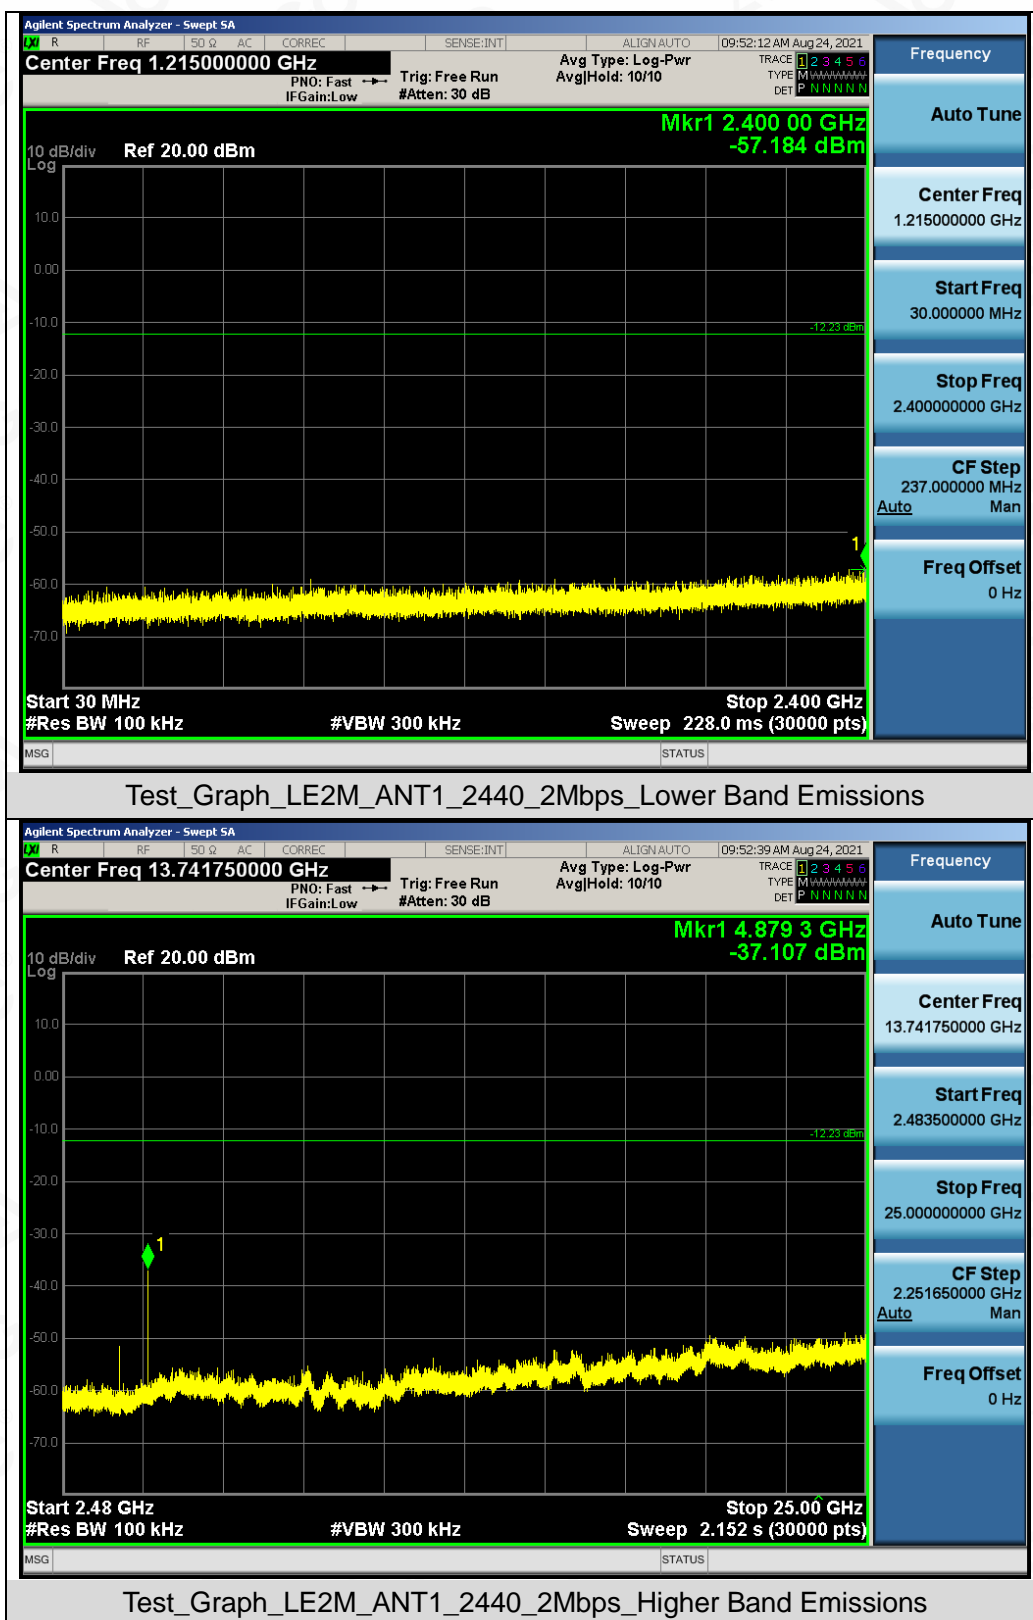 Agilent Spectrum Analyzer - Swept SA
LXI R RF 50 Ω AC CORREC SENSE:INT ALIGN AUTO 09:52:12 AM Aug 24, 2021
Center Freq 1.215000000 GHz
PNO: Fast
IFGain:Low
Trig: Free Run
#Atten: 30 dB
Avg Type: Log-Pwr
Avg|Hold: 10/10
TRACE 1 2 3 4 5 6
TYPE M WWWWW
DET P N N N N N
Mkr1 2.400 00 GHz
-57.184 dBm
10 dB/div Ref 20.00 dBm
Log
10.0
0.00
-10.0
-12.23 dBm
-20.0
-30.0
-40.0
-50.0
1
-60.0
-70.0
Start 30 MHz Stop 2.400 GHz
#Res BW 100 kHz #VBW 300 kHz Sweep 228.0 ms (30000 pts)
MSG STATUS
Frequency
Auto Tune
Center Freq
1.215000000 GHz
Start Freq
30.000000 MHz
Stop Freq
2.400000000 GHz
CF Step
237.000000 MHz
Auto Man
Freq Offset
0 Hz
Test_Graph_LE2M_ANT1_2440_2Mbps_Lower Band Emissions
Agilent Spectrum Analyzer - Swept SA
LXI R RF 50 Ω AC CORREC SENSE:INT ALIGN AUTO 09:52:39 AM Aug 24, 2021
Center Freq 13.741750000 GHz
PNO: Fast
IFGain:Low
Trig: Free Run
#Atten: 30 dB
Avg Type: Log-Pwr
Avg|Hold: 10/10
TRACE 1 2 3 4 5 6
TYPE M WWWWW
DET P N N N N N
Mkr1 4.879 3 GHz
-37.107 dBm
10 dB/div Ref 20.00 dBm
Log
10.0
0.00
-10.0
-12.23 dBm
-20.0
-30.0
1
-40.0
-50.0
-60.0
-70.0
Start 2.48 GHz Stop 25.00 GHz
#Res BW 100 kHz #VBW 300 kHz Sweep 2.152 s (30000 pts)
MSG STATUS
Frequency
Auto Tune
Center Freq
13.741750000 GHz
Start Freq
2.483500000 GHz
Stop Freq
25.000000000 GHz
CF Step
2.251650000 GHz
Auto Man
Freq Offset
0 Hz
Test_Graph_LE2M_ANT1_2440_2Mbps_Higher Band Emissions